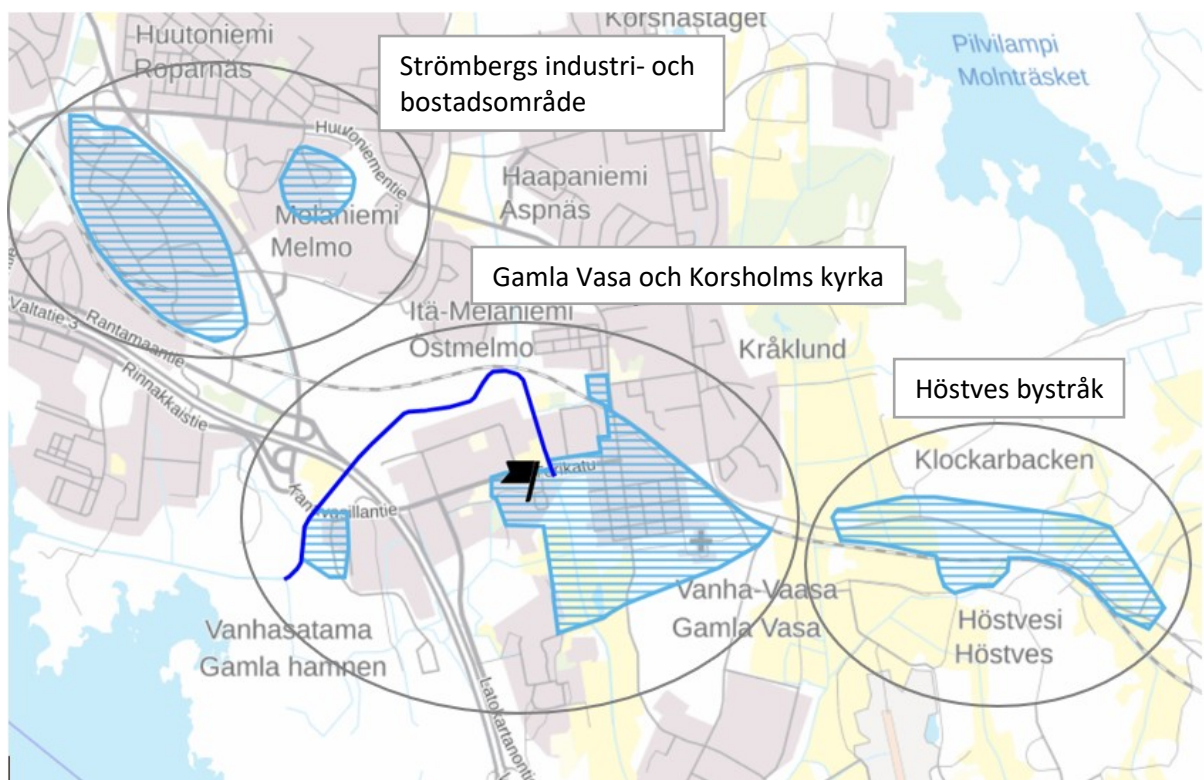 Korsnäståget
Huutoniemi
Roparnäs
Strömbergs industri- och
bostadsområde
Pilvilampi
Molnträsket
Huutoniementie
Haapaniemi
Aspnäs
Melaniemi
Melmo
Gamla Vasa och Korsholms kyrka
Valtatie 3
Rantamaantie
Rinnakkaistie
Itä-Melaniemi
Östmelmo
Kråklund
Höstves bystråk
Klockarbacken
Vanhasatama
Gamla hamnen
Vanha-Vaasa
Gamla Vasa
Höstvesi
Höstves
Latokartanontie